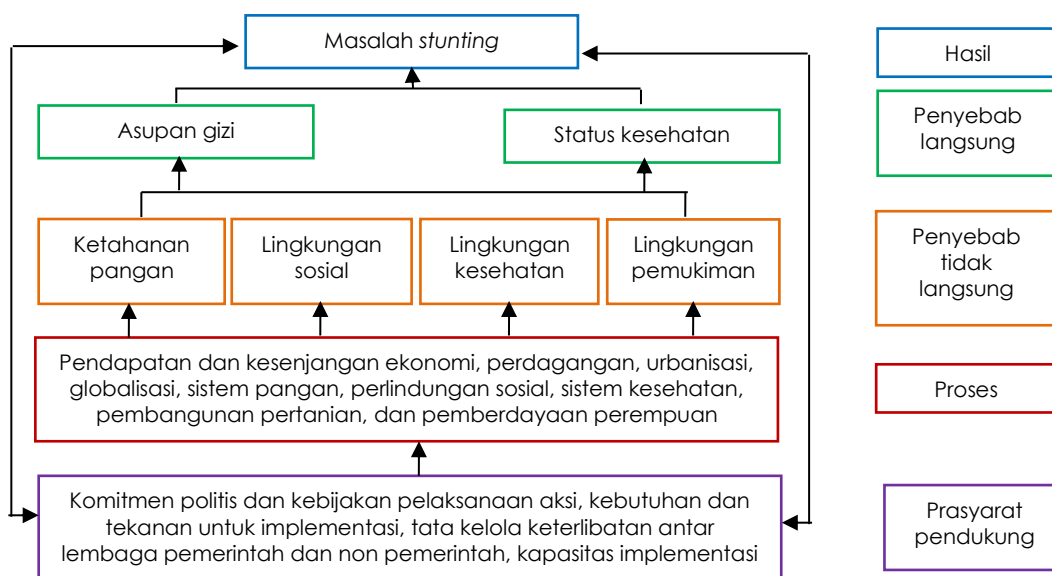 Masalah stunting
Hasil
Asupan gizi
Status kesehatan
Penyebab
langsung
Ketahanan
pangan
Lingkungan
sosial
Lingkungan
kesehatan
Lingkungan
pemukiman
Penyebab
tidak
langsung
Pendapatan dan kesenjangan ekonomi, perdagangan, urbanisasi,
globalisasi, sistem pangan, perlindungan sosial, sistem kesehatan,
pembangunan pertanian, dan pemberdayaan perempuan
Proses
Komitmen politis dan kebijakan pelaksanaan aksi, kebutuhan dan
tekanan untuk implementasi, tata kelola keterlibatan antar
lembaga pemerintah dan non pemerintah, kapasitas implementasi
Prasyarat
pendukung